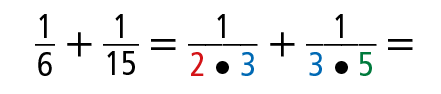 1/6 + 1/15 = 1/(2 • 3) + 1/(3 • 5) =